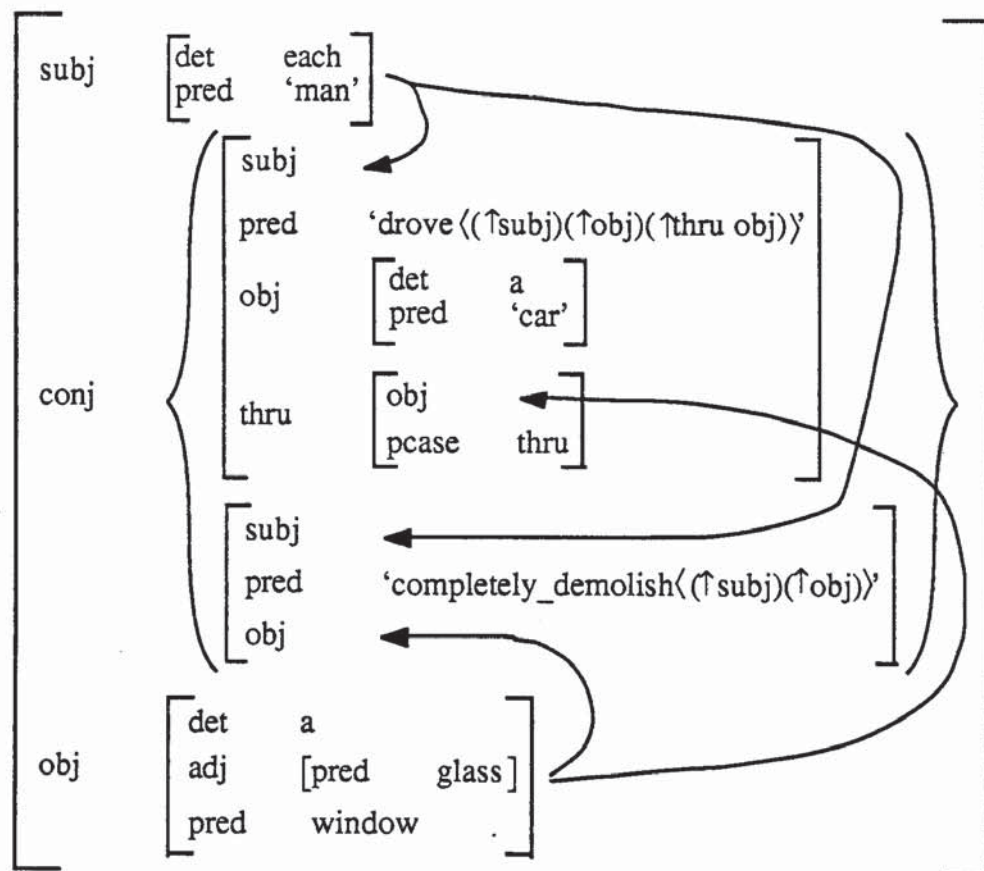 subj det each
pred ‘man’
subj
pred ‘drove⟨(↑subj)(↑obj)(↑thru obj)⟩’
obj det a
pred ‘car’
conj
thru obj
pcase thru
subj
pred ‘completely_demolish⟨(↑subj)(↑obj)⟩’
obj
det a
obj adj [pred glass]
pred window